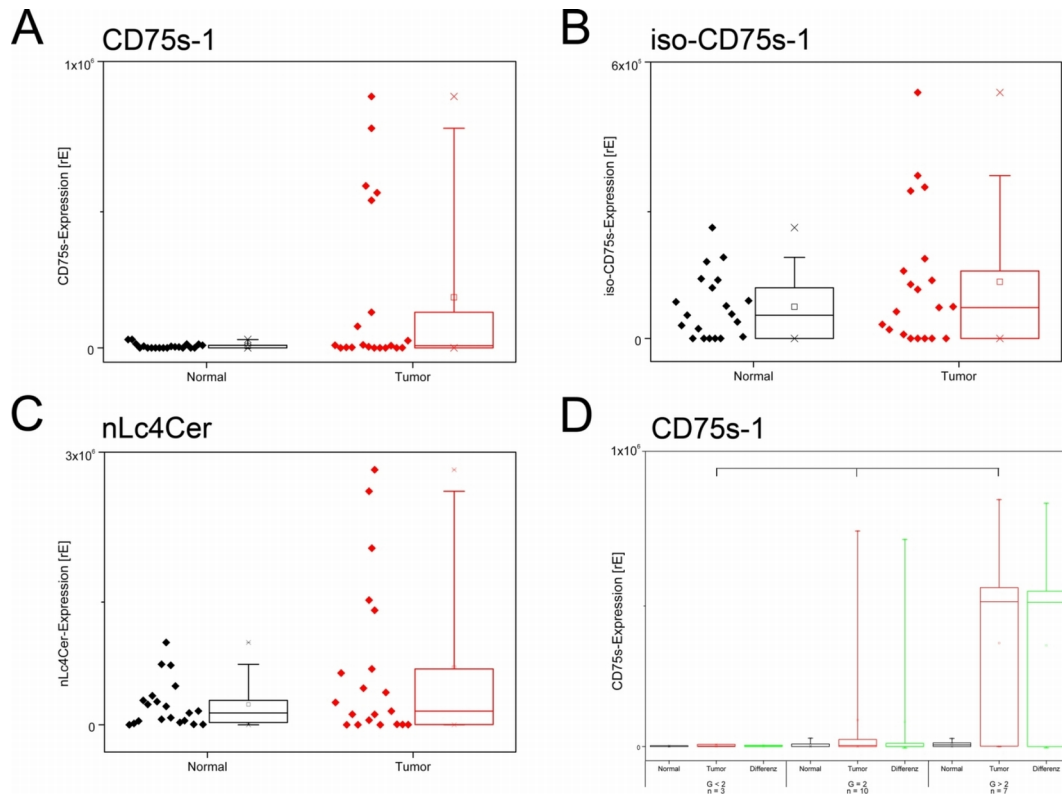 A
CD75s-1
1x10⁶
CD75s-Expression [rE]
0
Normal
Tumor
B
iso-CD75s-1
6x10⁵
iso-CD75s-Expression [rE]
0
Normal
Tumor
C
nLc4Cer
3x10⁶
nLc4Cer-Expression [rE]
0
Normal
Tumor
D
CD75s-1
1x10⁶
CD75s-Expression [rE]
0
Normal Tumor Differenz Normal Tumor Differenz Normal Tumor Differenz
G < 2 G = 2 G > 2
n = 3 n = 10 n = 7